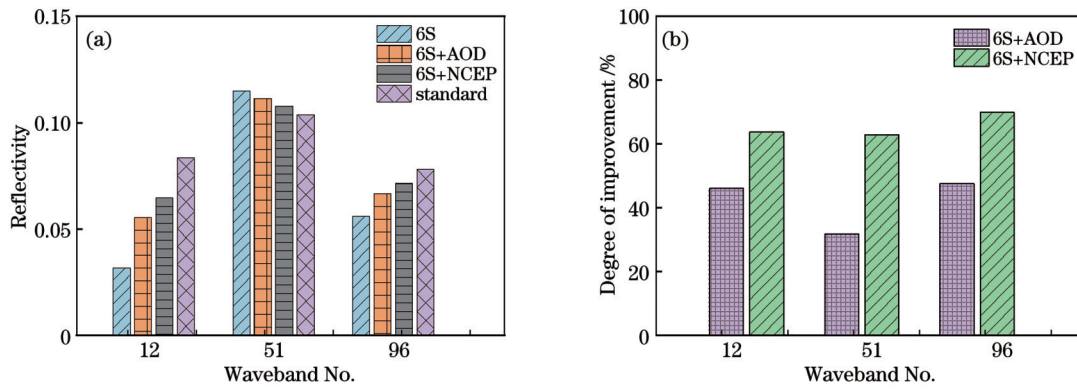 (a)
6S
6S+AOD
6S+NCEP
standard
0.15
0.10
0.05
0
Reflectivity
12
51
96
Waveband No.
(b)
6S+AOD
6S+NCEP
100
80
60
40
20
0
Degree of improvement /%
12
51
96
Waveband No.